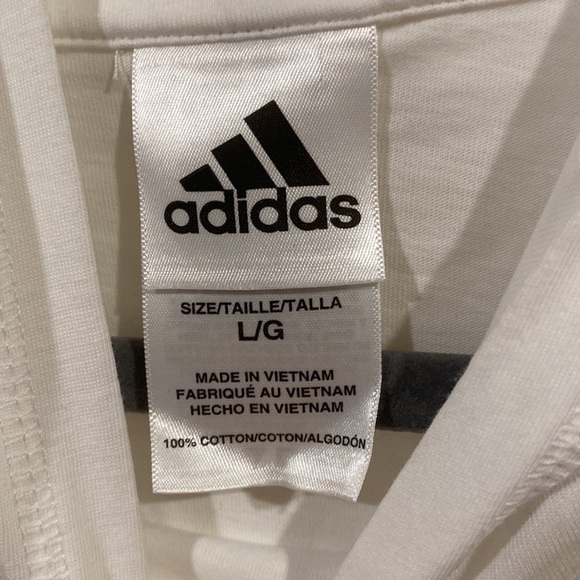 adidas
SIZE/TAILLE/TALLA
L/G
MADE IN VIETNAM
FABRIQUÉ AU VIETNAM
HECHO EN VIETNAM
100% COTTON/COTON/ALGODÓN